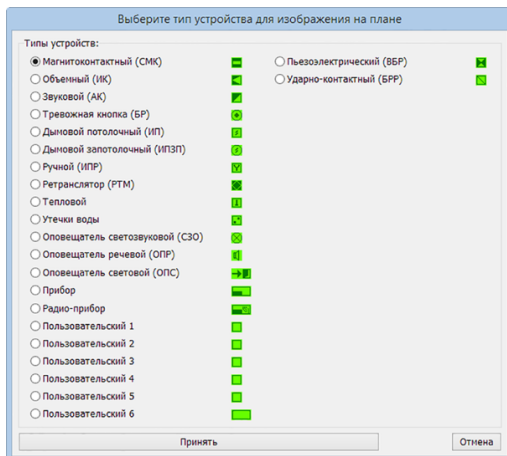 Выберите тип устройства для изображения на плане
Типы устройств:
Магнитоконтактный (СМК)
Объемный (ИК)
Звуковой (АК)
Тревожная кнопка (БР)
Дымовой потолочный (ИП)
Дымовой запотолочный (ИПЗП)
Ручной (ИПР)
Ретранслятор (РТМ)
Тепловой
Утечки воды
Оповещатель светозвуковой (СЗО)
Оповещатель речевой (ОПР)
Оповещатель световой (ОПС)
Прибор
Радио-прибор
Пользовательский 1
Пользовательский 2
Пользовательский 3
Пользовательский 4
Пользовательский 5
Пользовательский 6
Пьезоэлектрический (ВБР)
Ударно-контактный (БРР)
Принять
Отмена